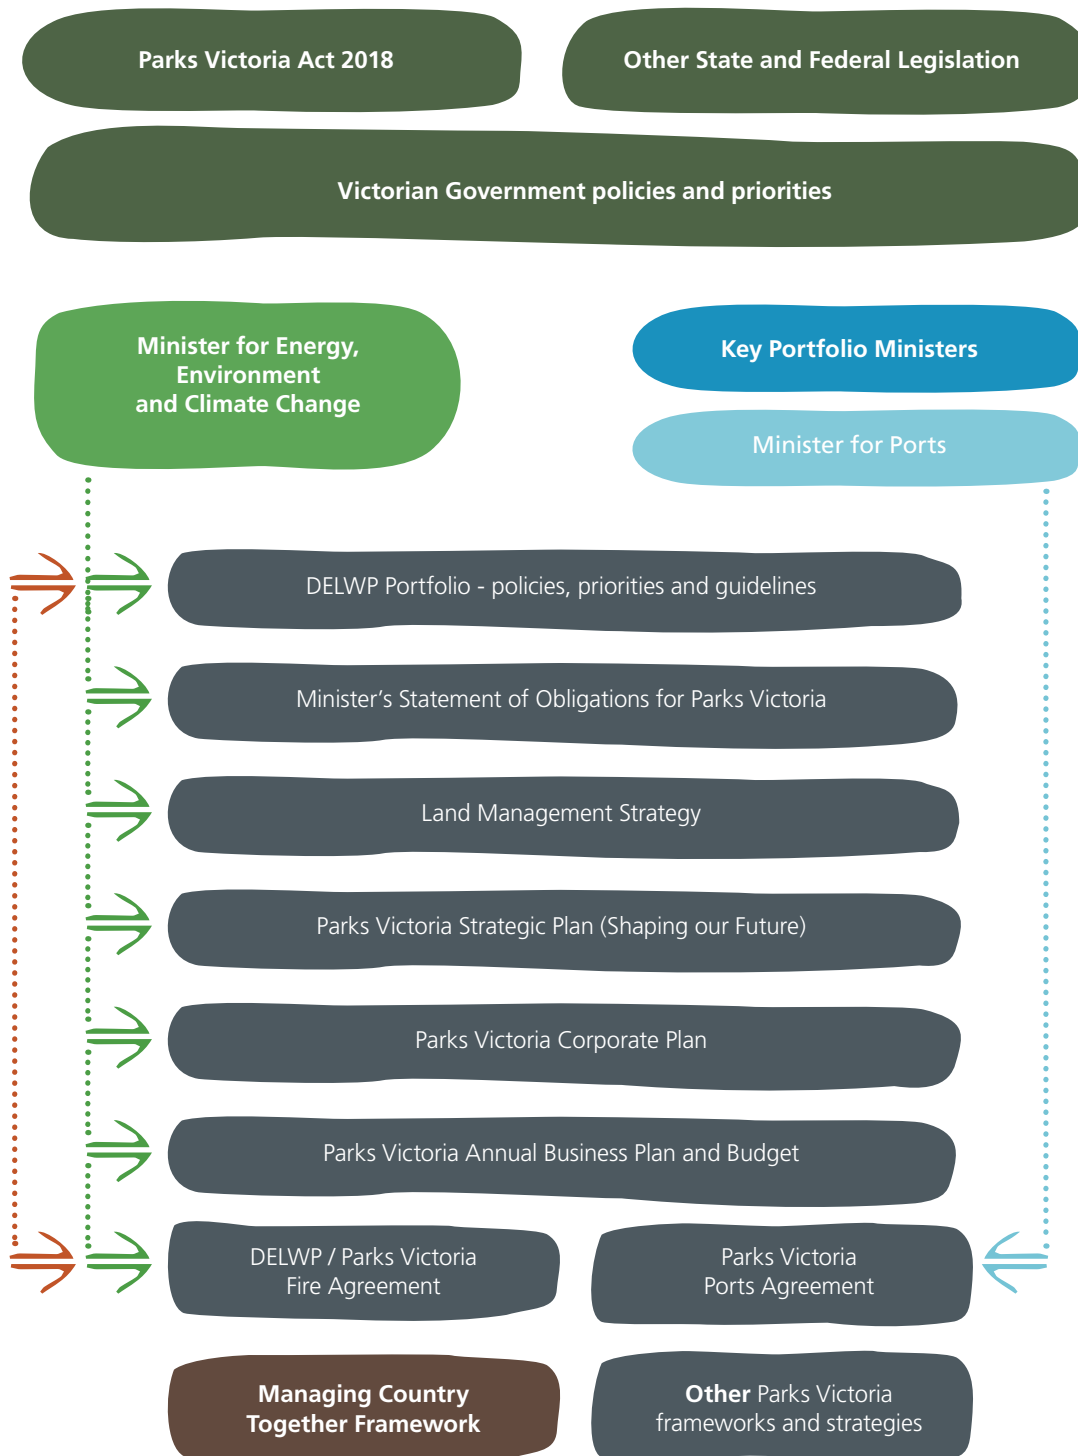 Parks Victoria Act 2018
Other State and Federal Legislation
Victorian Government policies and priorities
Minister for Energy,
Environment
and Climate Change
Key Portfolio Ministers
Minister for Ports
DELWP Portfolio - policies, priorities and guidelines
Minister’s Statement of Obligations for Parks Victoria
Land Management Strategy
Parks Victoria Strategic Plan (Shaping our Future)
Parks Victoria Corporate Plan
Parks Victoria Annual Business Plan and Budget
DELWP / Parks Victoria
Fire Agreement
Parks Victoria
Ports Agreement
Managing Country
Together Framework
Other Parks Victoria
frameworks and strategies